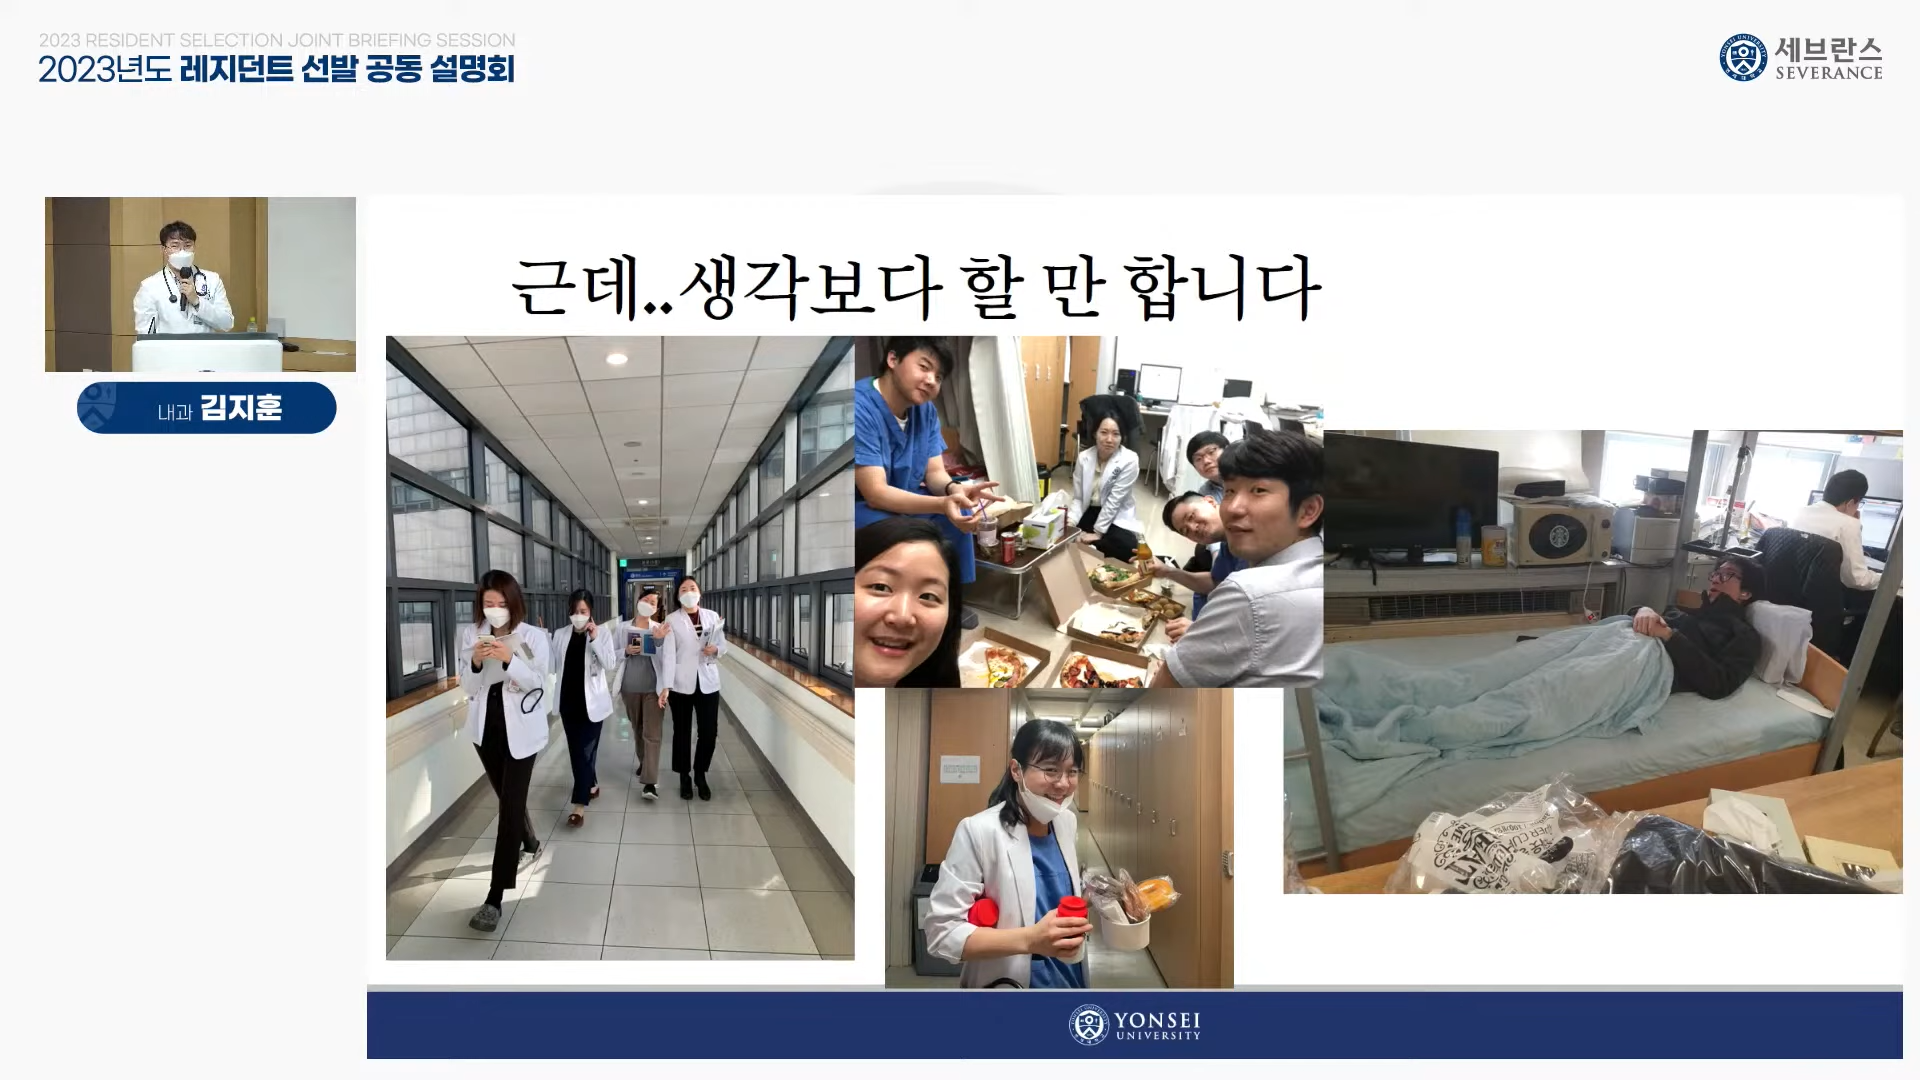 2023 RESIDENT SELECTION JOINT BRIEFING SESSION
2023년도 레지던트 선발 공동 설명회
세브란스
SEVERANCE
내과 김지훈
근데..생각보다 할 만 합니다
YONSEI
UNIVERSITY